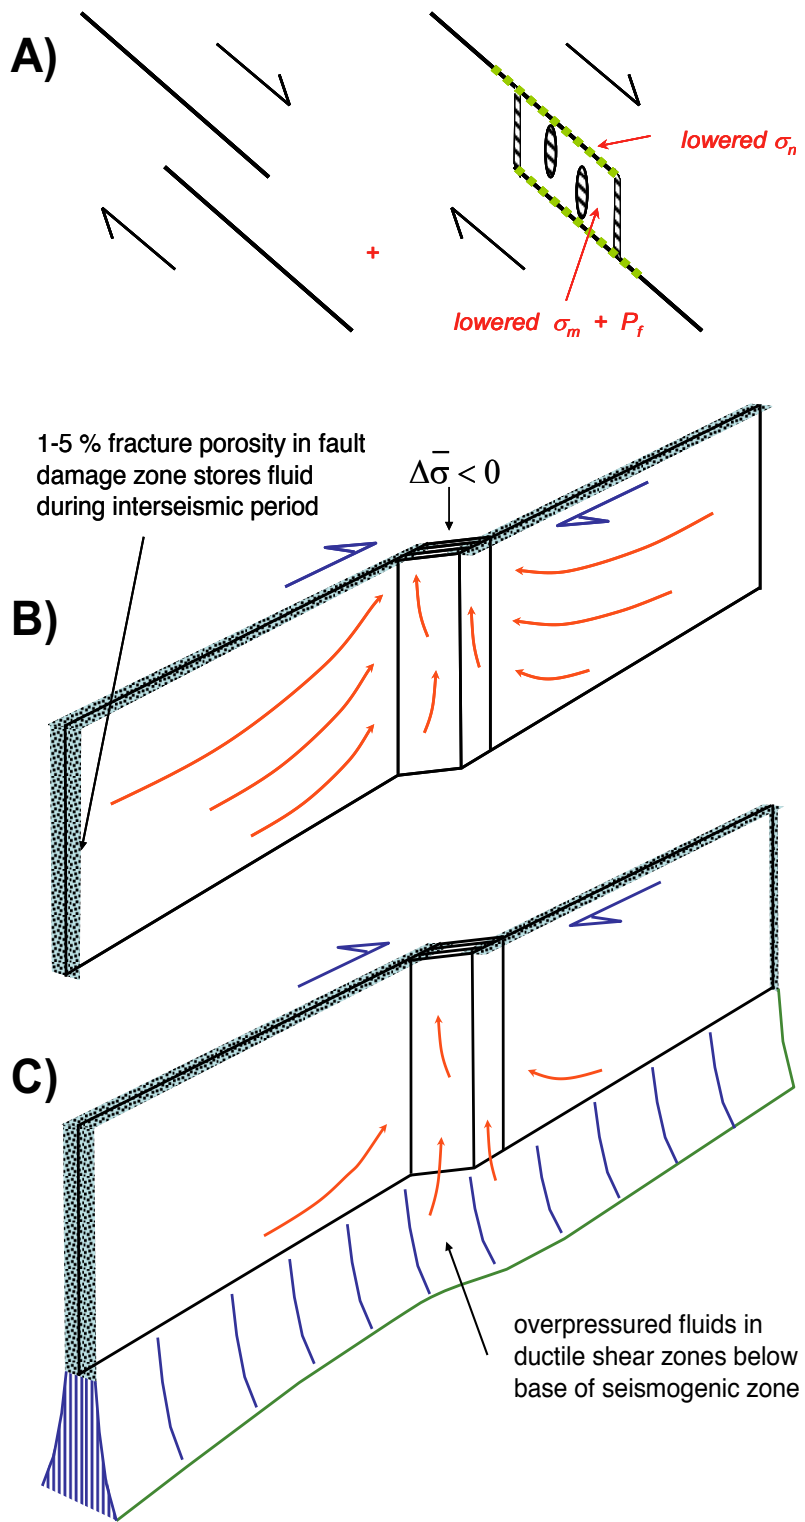 A)
lowered σn
+
lowered σm + Pf
1-5 % fracture porosity in fault
damage zone stores fluid
during interseismic period
Δσ̄ < 0
B)
C)
overpressured fluids in
ductile shear zones below
base of seismogenic zone